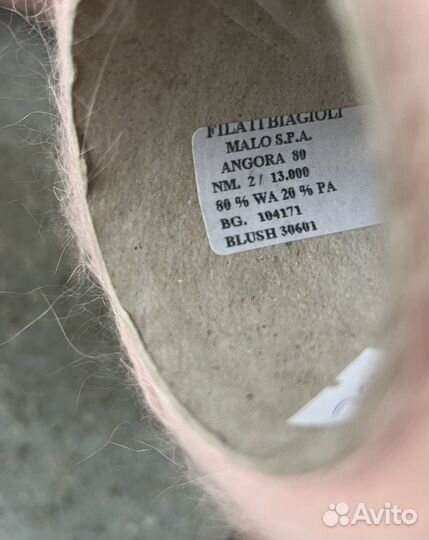 FILATI BIAGIOLI
MALO S.P.A.
ANGORA 80
NM. 2 / 13.000
80 % WA 20 % PA
BG. 104171
BLUSH 30601
Avito